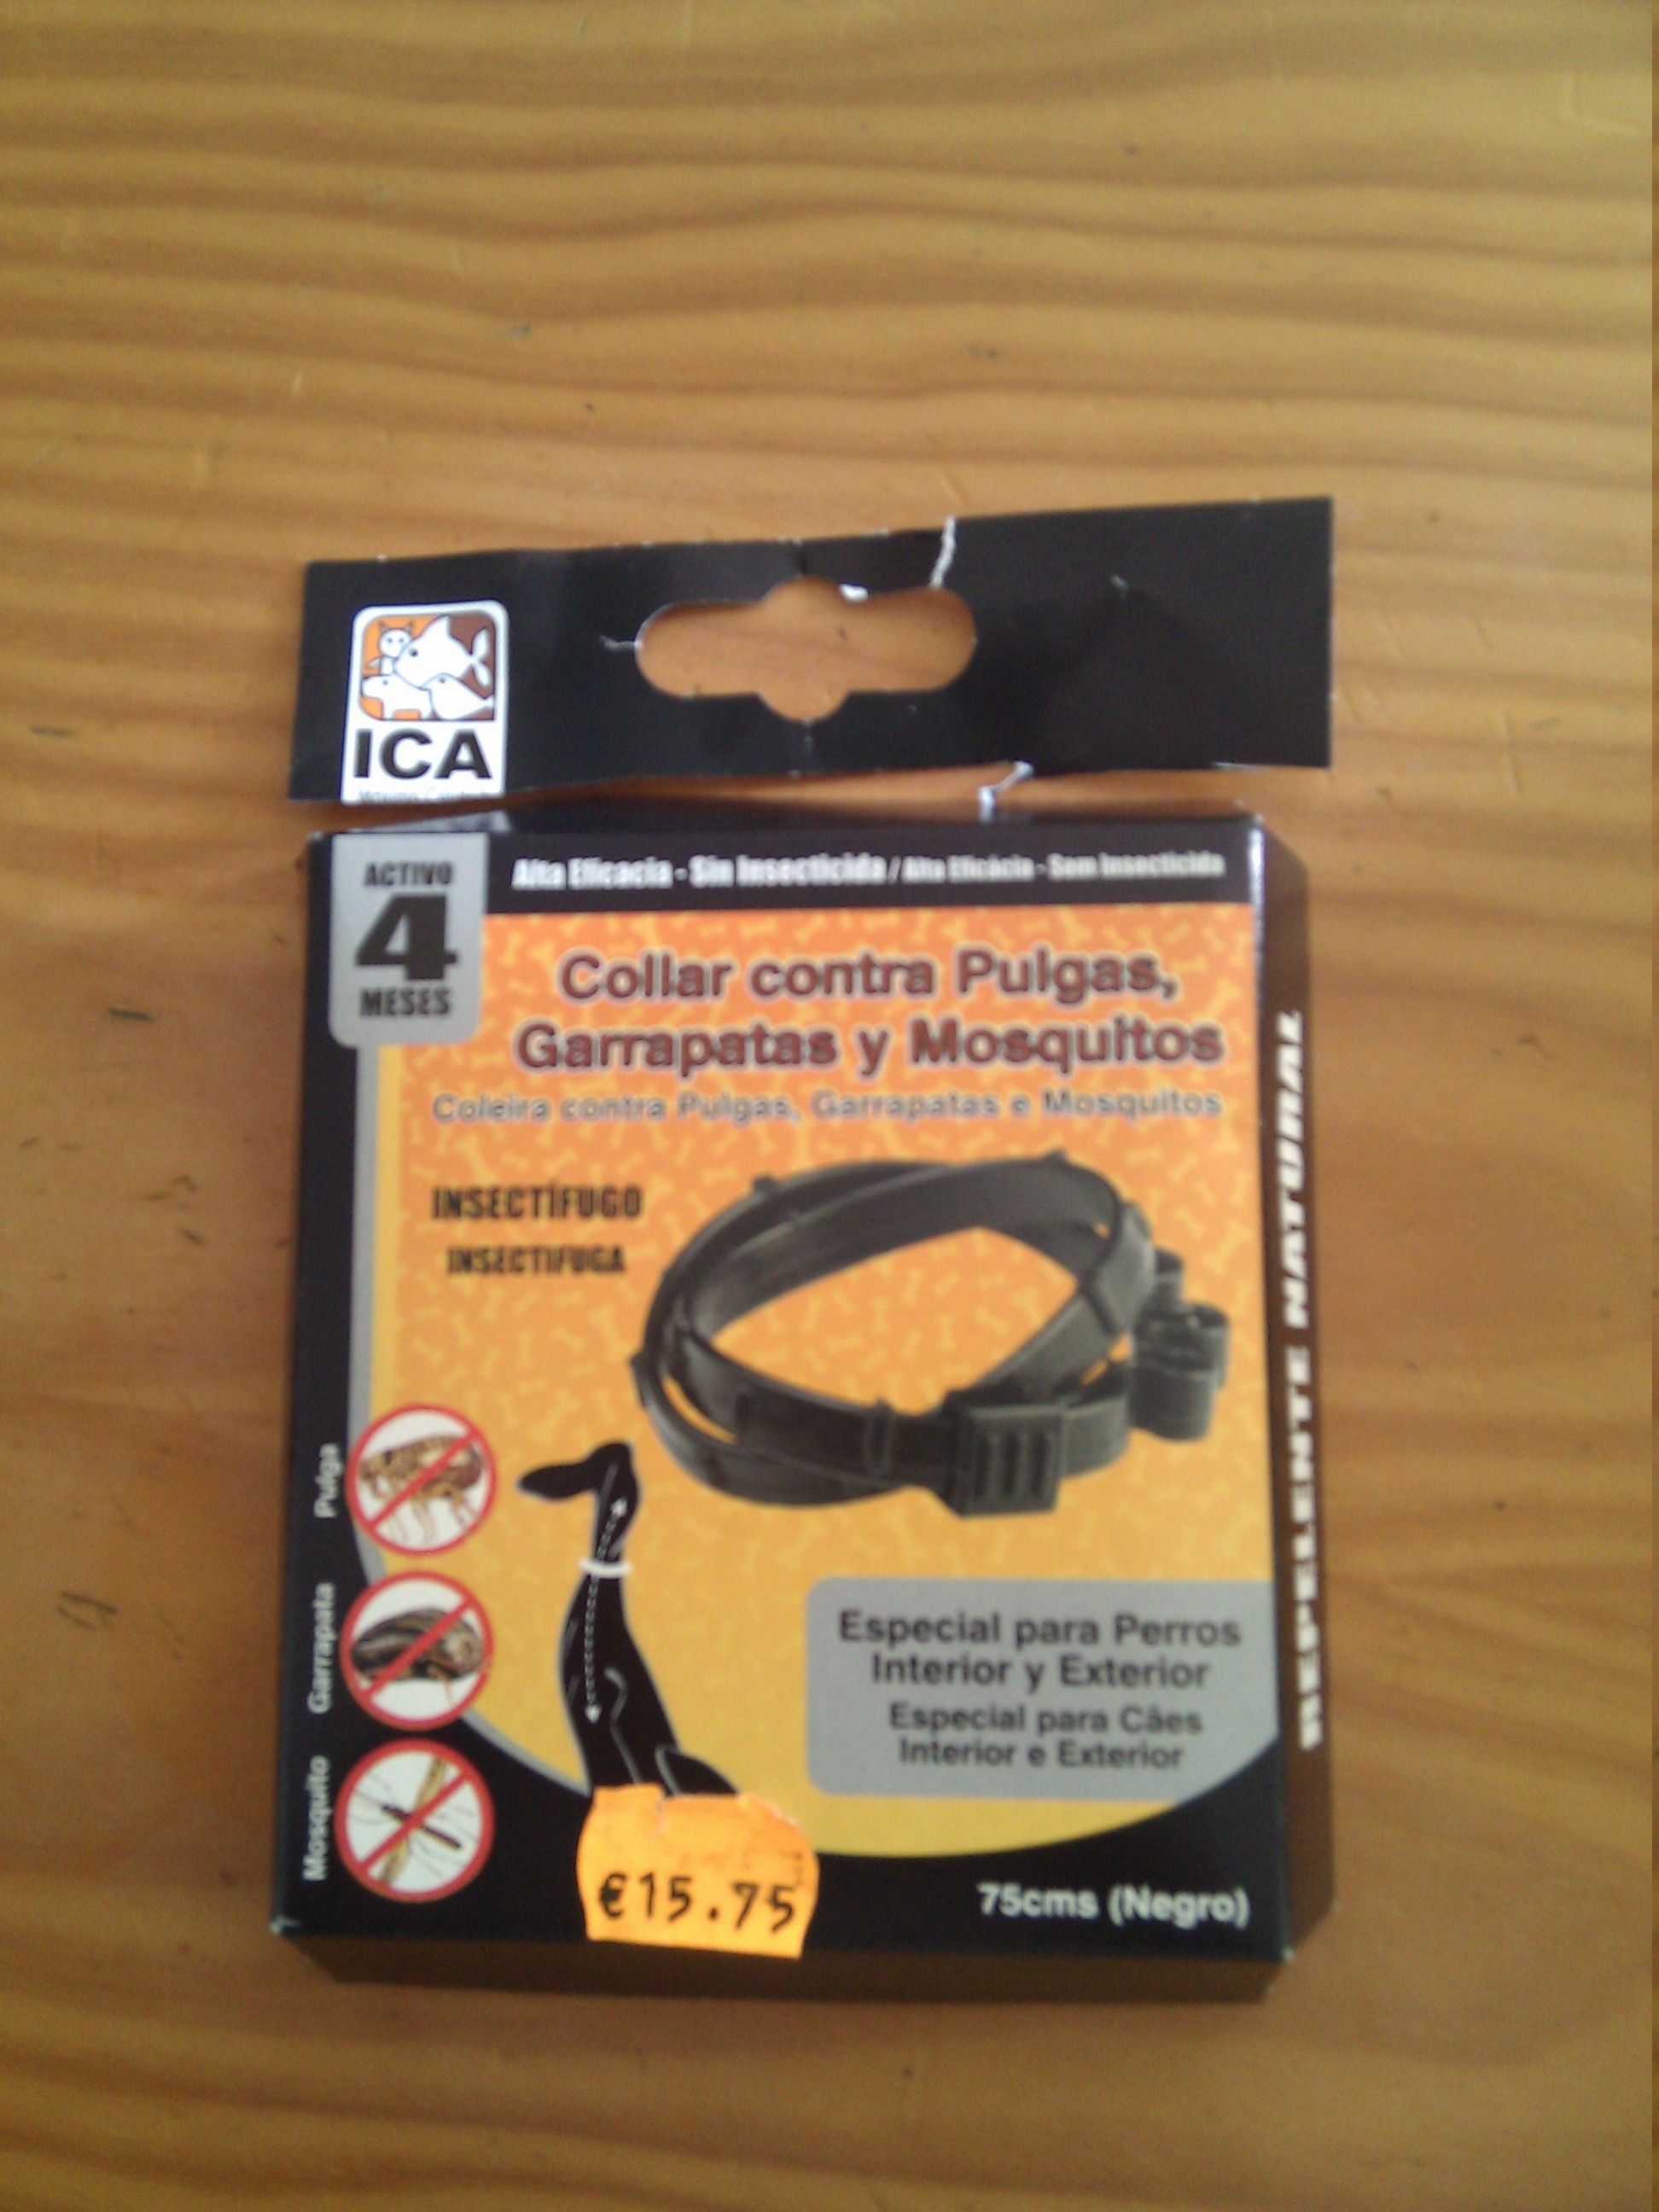 ICA
ACTIVO
4
MESES
Alta Eficacia - Sin Insecticida / Alta Eficácia - Sem Insecticida
Collar contra Pulgas,
Garrapatas y Mosquitos
Coleira contra Pulgas, Garrapatas e Mosquitos
INSECTÍFUGO
INSECTIFUGA
Pulga
Garrapata
Mosquito
Especial para Perros
Interior y Exterior
Especial para Cães
Interior e Exterior
€15.75
75cms (Negro)
REPELENTE NATURAL